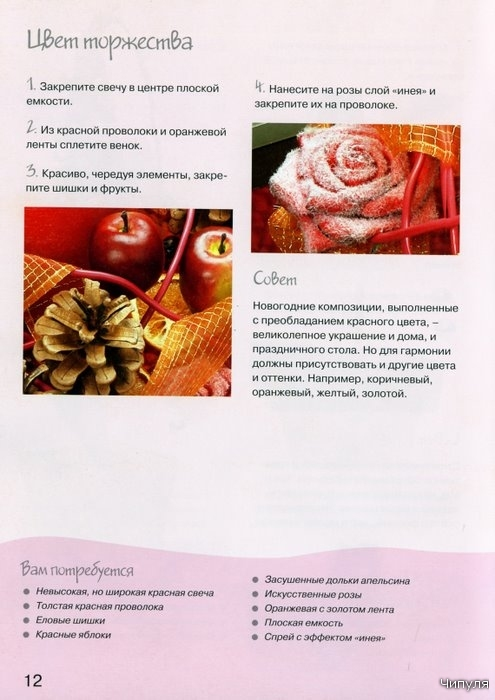 Цвет торжества
1. Закрепите свечу в центре плоской
емкости.
2. Из красной проволоки и оранжевой
ленты сплетите венок.
3. Красиво, чередуя элементы, закре-
пите шишки и фрукты.
4. Нанесите на розы слой «инея» и
закрепите их на проволоке.
Совет
Новогодние композиции, выполненные
с преобладанием красного цвета, –
великолепное украшение и дома, и
праздничного стола. Но для гармонии
должны присутствовать и другие цвета
и оттенки. Например, коричневый,
оранжевый, желтый, золотой.
Вам потребуется
● Невысокая, но широкая красная свеча
● Толстая красная проволока
● Еловые шишки
● Красные яблоки
● Засушенные дольки апельсина
● Искусственные розы
● Оранжевая с золотом лента
● Плоская емкость
● Спрей с эффектом «инея»
12
Чипуля